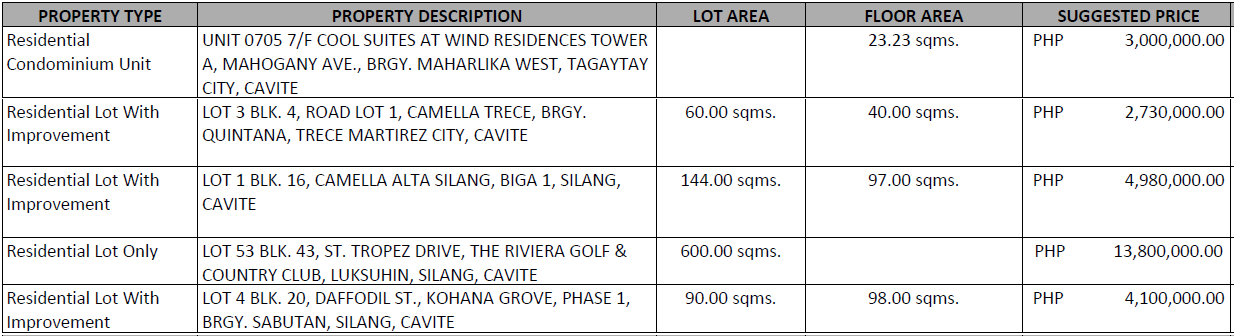 PROPERTY TYPE PROPERTY DESCRIPTION LOT AREA FLOOR AREA SUGGESTED PRICE
Residential UNIT 0705 7/F COOL SUITES AT WIND RESIDENCES TOWER 23.23 sqms. PHP 3,000,000.00
Condominium Unit A, MAHOGANY AVE., BRGY. MAHARLIKA WEST, TAGAYTAY
CITY, CAVITE
Residential Lot With LOT 3 BLK. 4, ROAD LOT 1, CAMELLA TRECE, BRGY. 60.00 sqms. 40.00 sqms. PHP 2,730,000.00
Improvement QUINTANA, TRECE MARTIREZ CITY, CAVITE
Residential Lot With LOT 1 BLK. 16, CAMELLA ALTA SILANG, BIGA 1, SILANG, 144.00 sqms. 97.00 sqms. PHP 4,980,000.00
Improvement CAVITE
Residential Lot Only LOT 53 BLK. 43, ST. TROPEZ DRIVE, THE RIVIERA GOLF & 600.00 sqms. PHP 13,800,000.00
COUNTRY CLUB, LUKSUHIN, SILANG, CAVITE
Residential Lot With LOT 4 BLK. 20, DAFFODIL ST., KOHANA GROVE, PHASE 1, 90.00 sqms. 98.00 sqms. PHP 4,100,000.00
Improvement BRGY. SABUTAN, SILANG, CAVITE